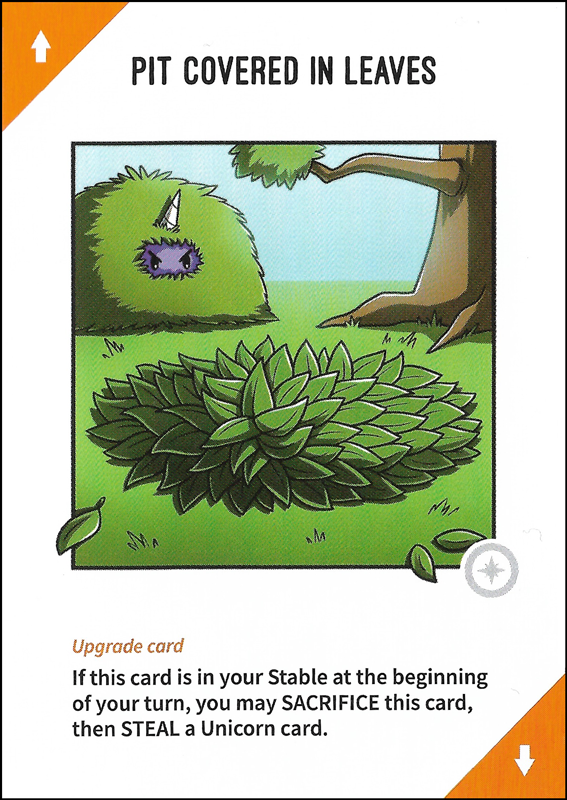 PIT COVERED IN LEAVES
Upgrade card
If this card is in your Stable at the beginning
of your turn, you may SACRIFICE this card,
then STEAL a Unicorn card.